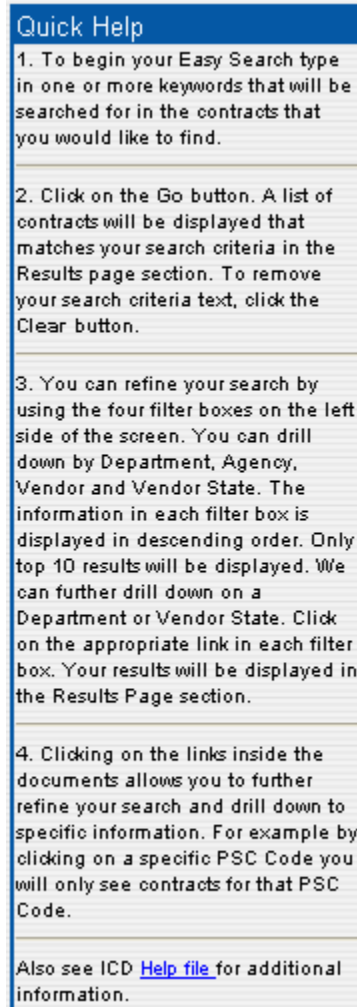 Quick Help
1. To begin your Easy Search type
in one or more keywords that will be
searched for in the contracts that
you would like to find.
2. Click on the Go button. A list of
contracts will be displayed that
matches your search criteria in the
Results page section. To remove
your search criteria text, click the
Clear button.
3. You can refine your search by
using the four filter boxes on the left
side of the screen. You can drill
down by Department, Agency,
Vendor and Vendor State. The
information in each filter box is
displayed in descending order. Only
top 10 results will be displayed. We
can further drill down on a
Department or Vendor State. Click
on the appropriate link in each filter
box. Your results will be displayed in
the Results Page section.
4. Clicking on the links inside the
documents allows you to further
refine your search and drill down to
specific information. For example by
clicking on a specific PSC Code you
will only see contracts for that PSC
Code.
Also see ICD Help file for additional
information.